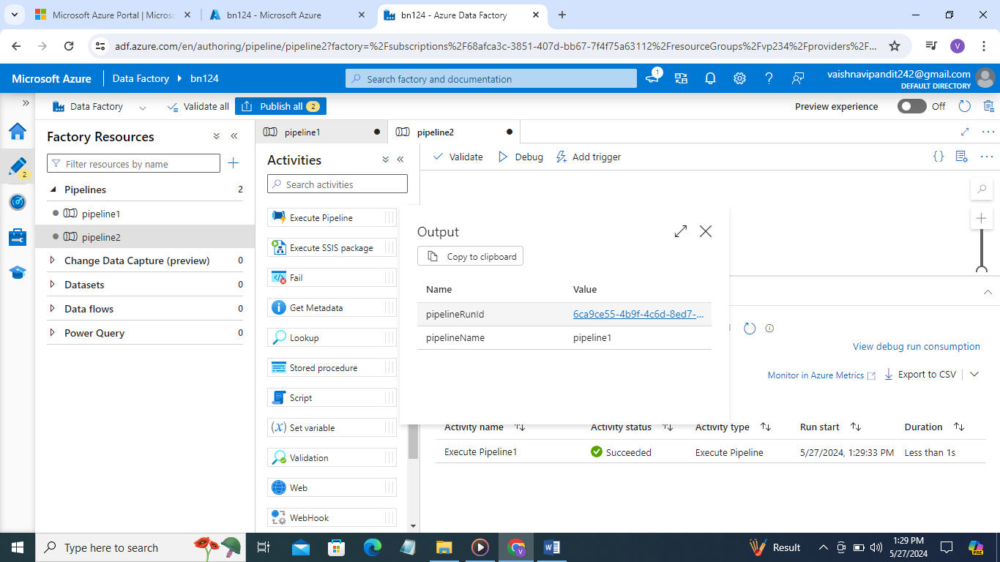 Microsoft Azure Portal | Micros
bn124 - Microsoft Azure
bn124 - Azure Data Factory
adf.azure.com/en/authoring/pipeline/pipeline2?factory=%2Fsubscriptions%2F68afca3c-3851-407d-bb67-7f4f75a63112%2FresourceGroups%2Fvp234%2Fproviders%2F...
V
Microsoft Azure
Data Factory
bn124
Search factory and documentation
1
vaishnavipandit242@gmail.com
DEFAULT DIRECTORY
Data Factory
Validate all
Publish all 2
Preview experience
Off
2
Factory Resources
Filter resources by name
Pipelines 2
pipeline1
pipeline2
Change Data Capture (preview) 0
Datasets 0
Data flows 0
Power Query 0
pipeline1
pipeline2
Activities
Search activities
Execute Pipeline
Execute SSIS package
Fail
Get Metadata
Lookup
Stored procedure
Script
(x) Set variable
Validation
Web
WebHook
Validate
Debug
Add trigger
{}
Output
Copy to clipboard
Name Value
pipelineRunId 6ca9ce55-4b9f-4c6d-8ed7-...
pipelineName pipeline1
View debug run consumption
Monitor in Azure Metrics
Export to CSV
Activity name Activity status Activity type Run start Duration
Execute Pipeline1 Succeeded Execute Pipeline 5/27/2024, 1:29:33 PM Less than 1s
Type here to search
V
W
Result
1:29 PM
5/27/2024
PRE